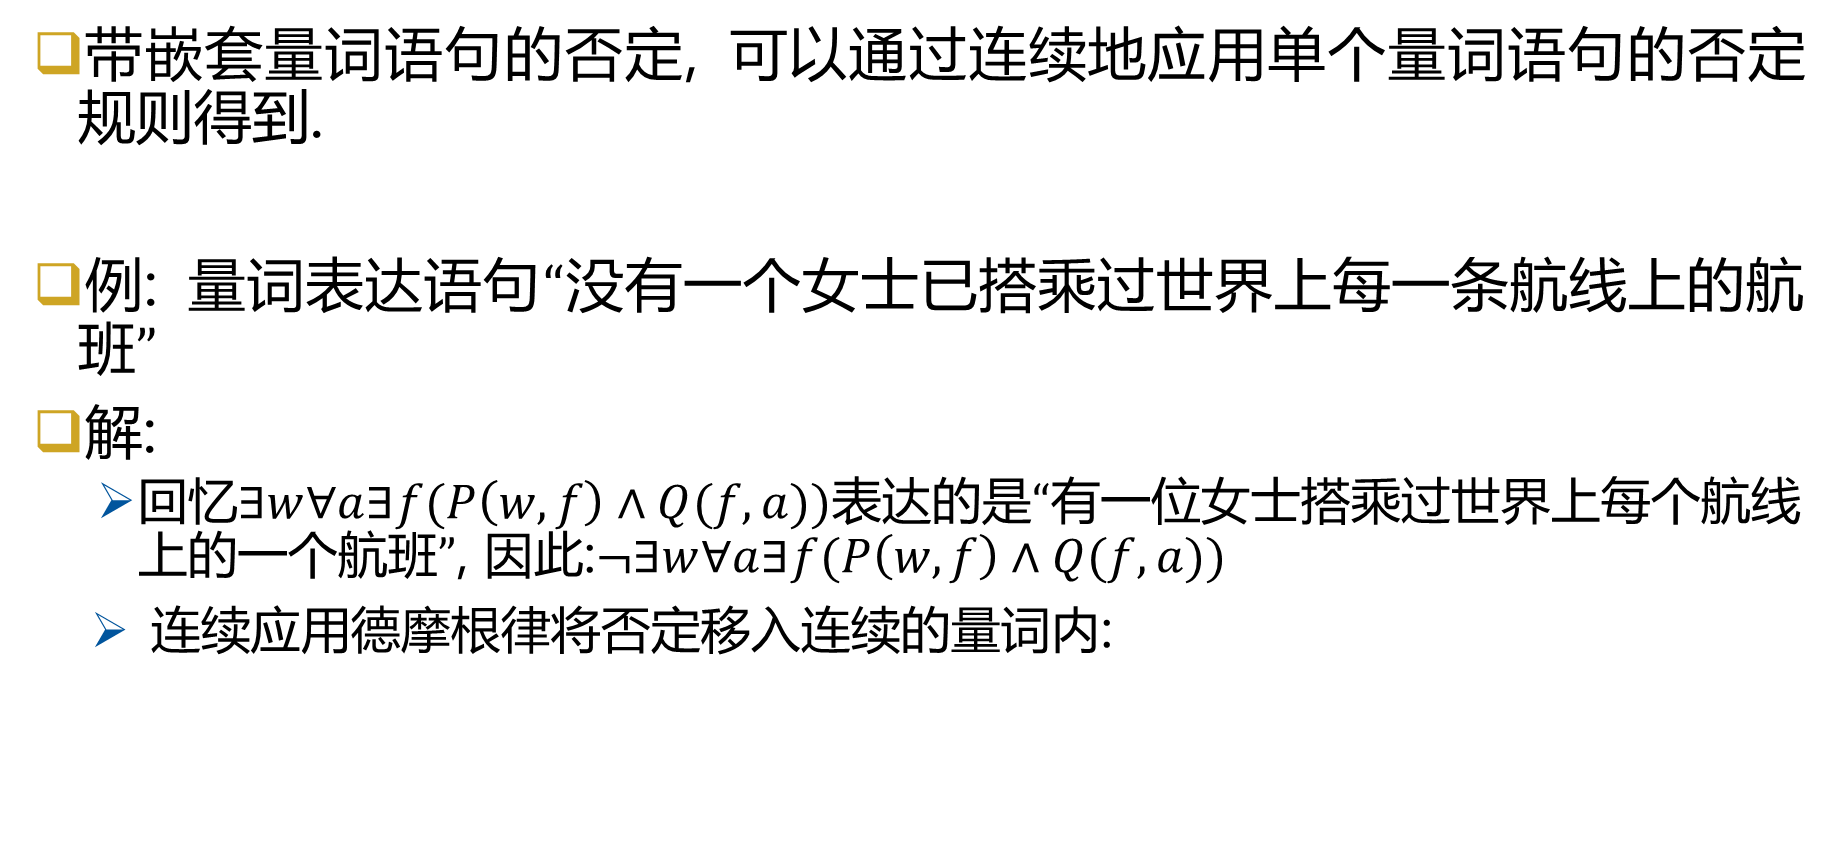 带嵌套量词语句的否定, 可以通过连续地应用单个量词语句的否定
规则得到.
例: 量词表达语句“没有一个女士已搭乘过世界上每一条航线上的航
班”
解:
回忆∃w∀a∃f(P(w,f)∧Q(f,a))表达的是“有一位女士搭乘过世界上每个航线
上的一个航班”, 因此:¬∃w∀a∃f(P(w,f)∧Q(f,a))
连续应用德摩根律将否定移入连续的量词内: